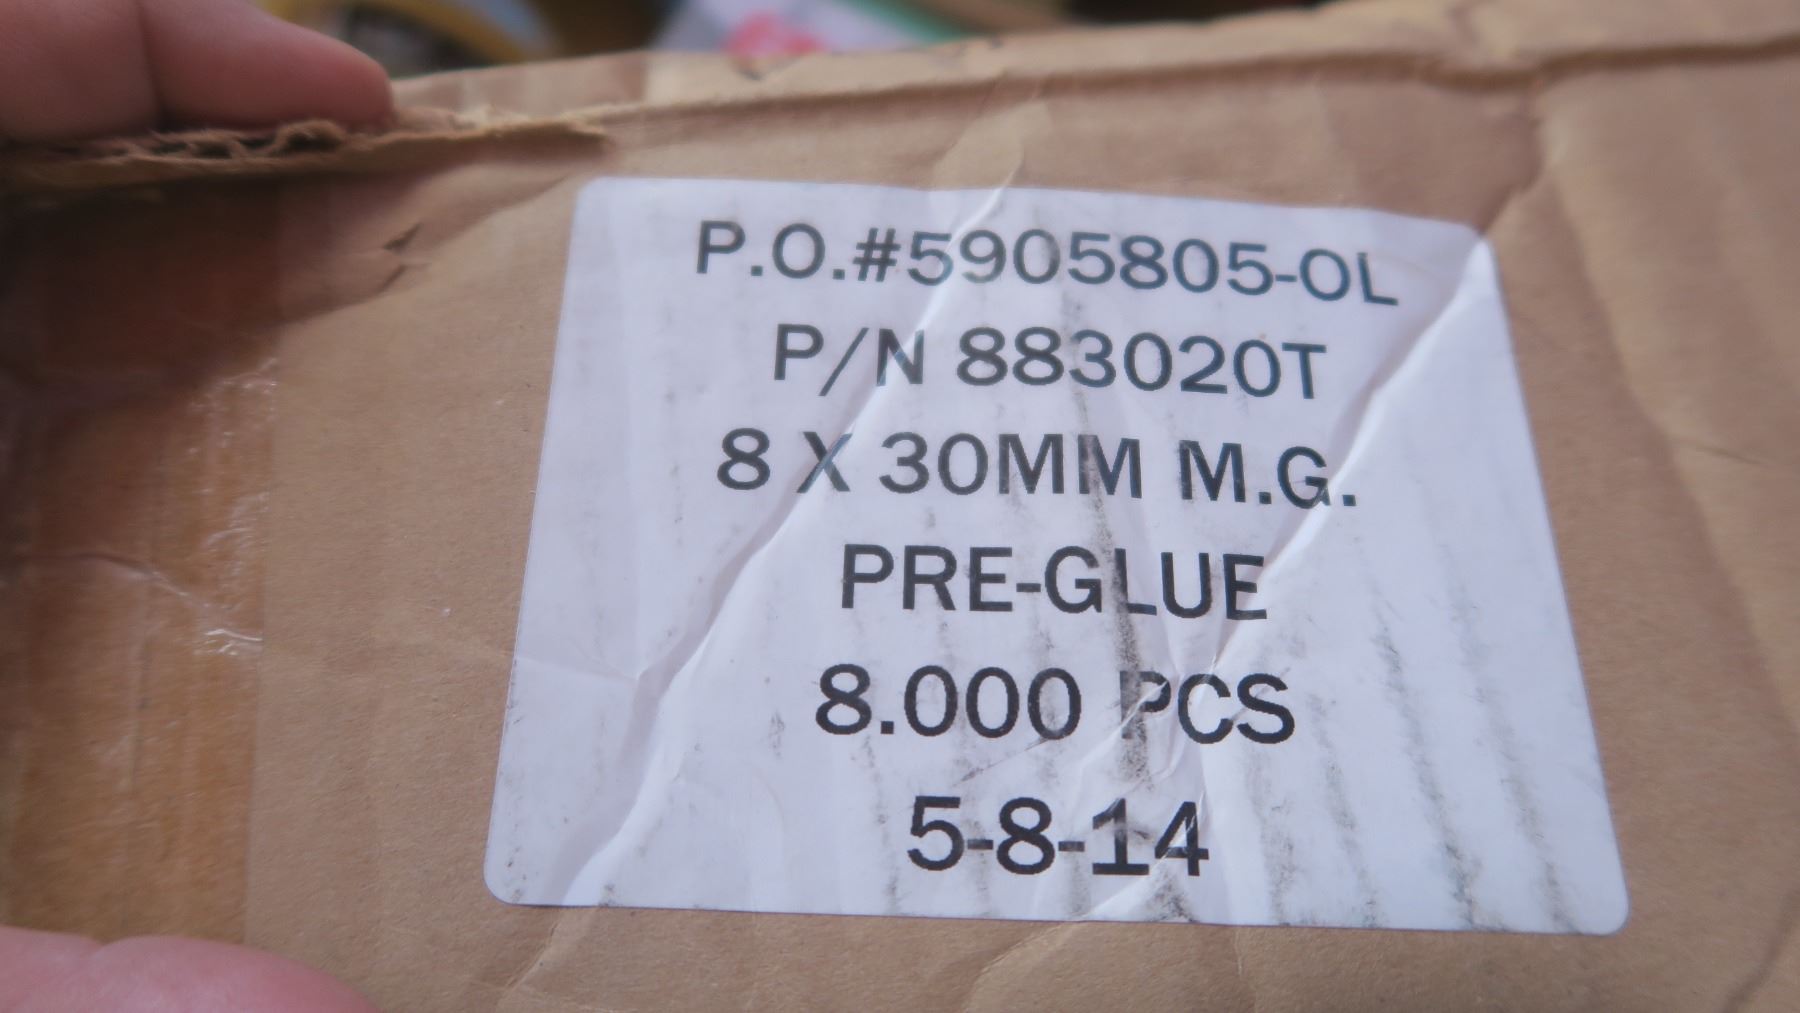 P.O.#5905805-OL
P/N 883020T
8 X 30MM M.G.
PRE-GLUE
8.000 PCS
5-8-14